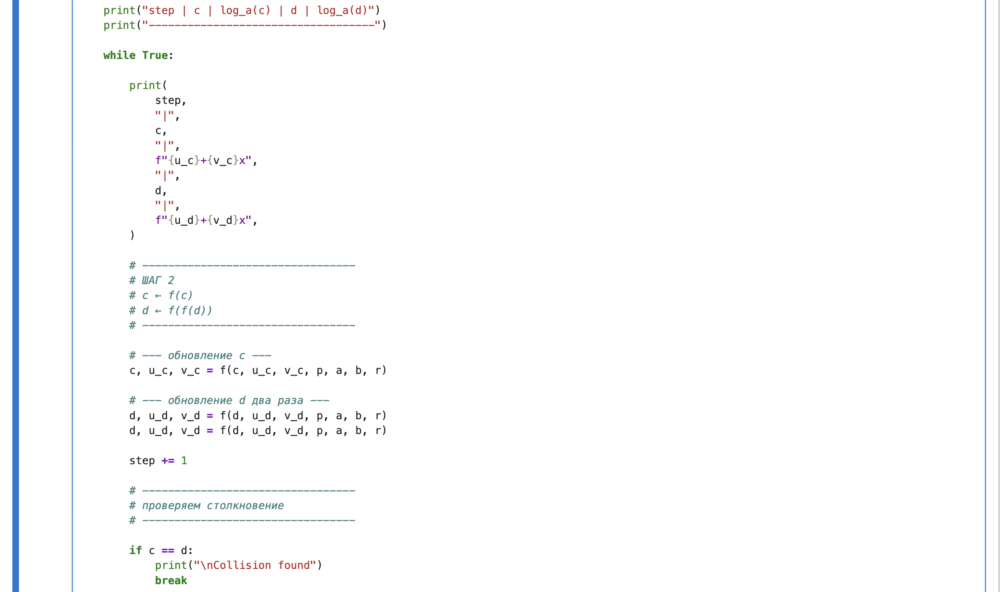 print("step | c | log_a(c) | d | log_a(d)")
print("-----------------------------------")
while True:
print(
step,
"|",
c,
"|",
f"{u_c}+{v_c}x",
"|",
d,
"|",
f"{u_d}+{v_d}x",
)
# ---------------------------------
# ШАГ 2
# c ← f(c)
# d ← f(f(d))
# ---------------------------------
# --- обновление c ---
c, u_c, v_c = f(c, u_c, v_c, p, a, b, r)
# --- обновление d два раза ---
d, u_d, v_d = f(d, u_d, v_d, p, a, b, r)
d, u_d, v_d = f(d, u_d, v_d, p, a, b, r)
step += 1
# ---------------------------------
# проверяем столкновение
# ---------------------------------
if c == d:
print("\nCollision found")
break